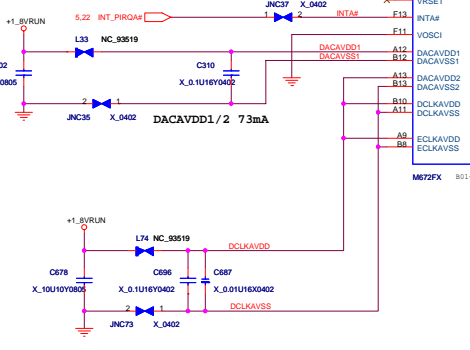 VRSET
JNC37 X_0402
5,22 INT_PIRQA#
1 2
INTA#
F13 INTA#
+1_8VRUN
F11 VOSCI
L33 NC_93519
DACAVDD1
A12 DACAVDD1
DACAVSS1
B12 DACAVSS1
02
C310
0805
X_0.1U16Y0402
A13 DACAVDD2
B13 DACAVSS2
2 1
B10 DCLKAVDD
A11 DCLKAVSS
JNC35 X_0402
DACAVDD1/2 73mA
A9 ECLKAVDD
B8 ECLKAVSS
M672FX B01
+1_8VRUN
L74 NC_93519
DCLKAVDD
C678
C696
C687
X_10U10Y0805
X_0.1U16Y0402
X_0.01U16X0402
2 1
DCLKAVSS
JNC73 X_0402